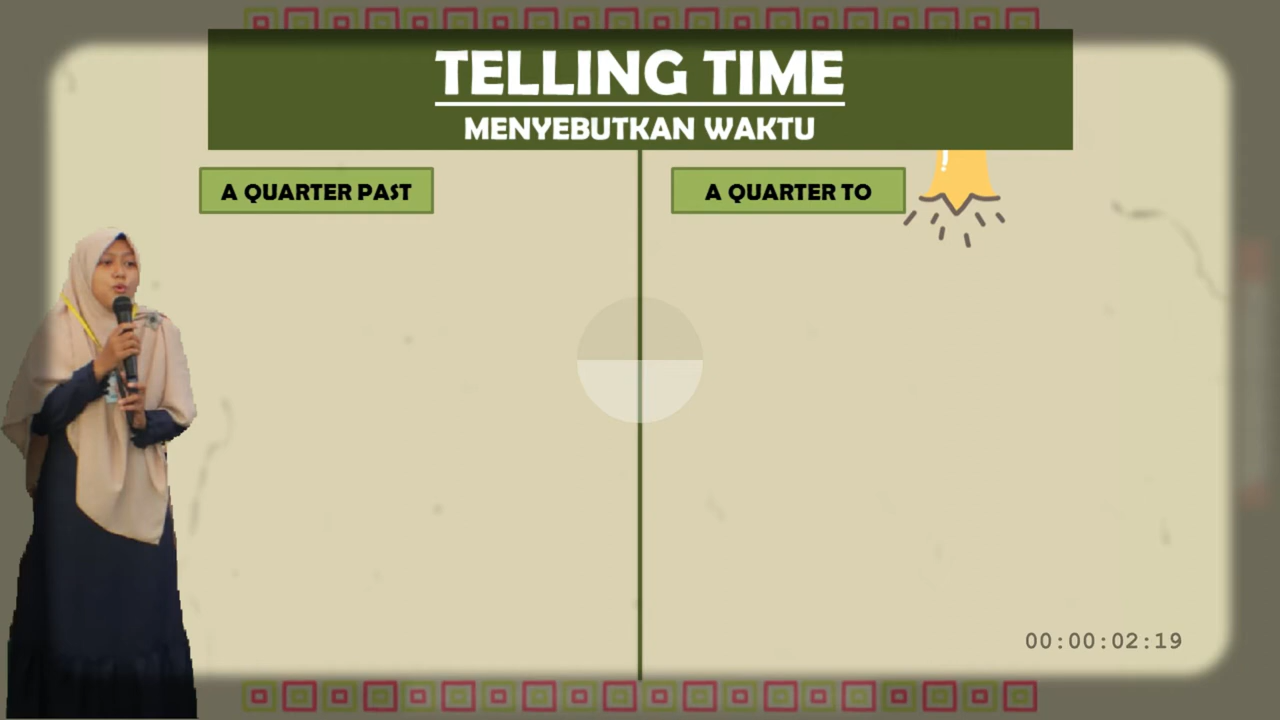 TELLING TIME
MENYEBUTKAN WAKTU
A QUARTER PAST
A QUARTER TO
00:00:02:19